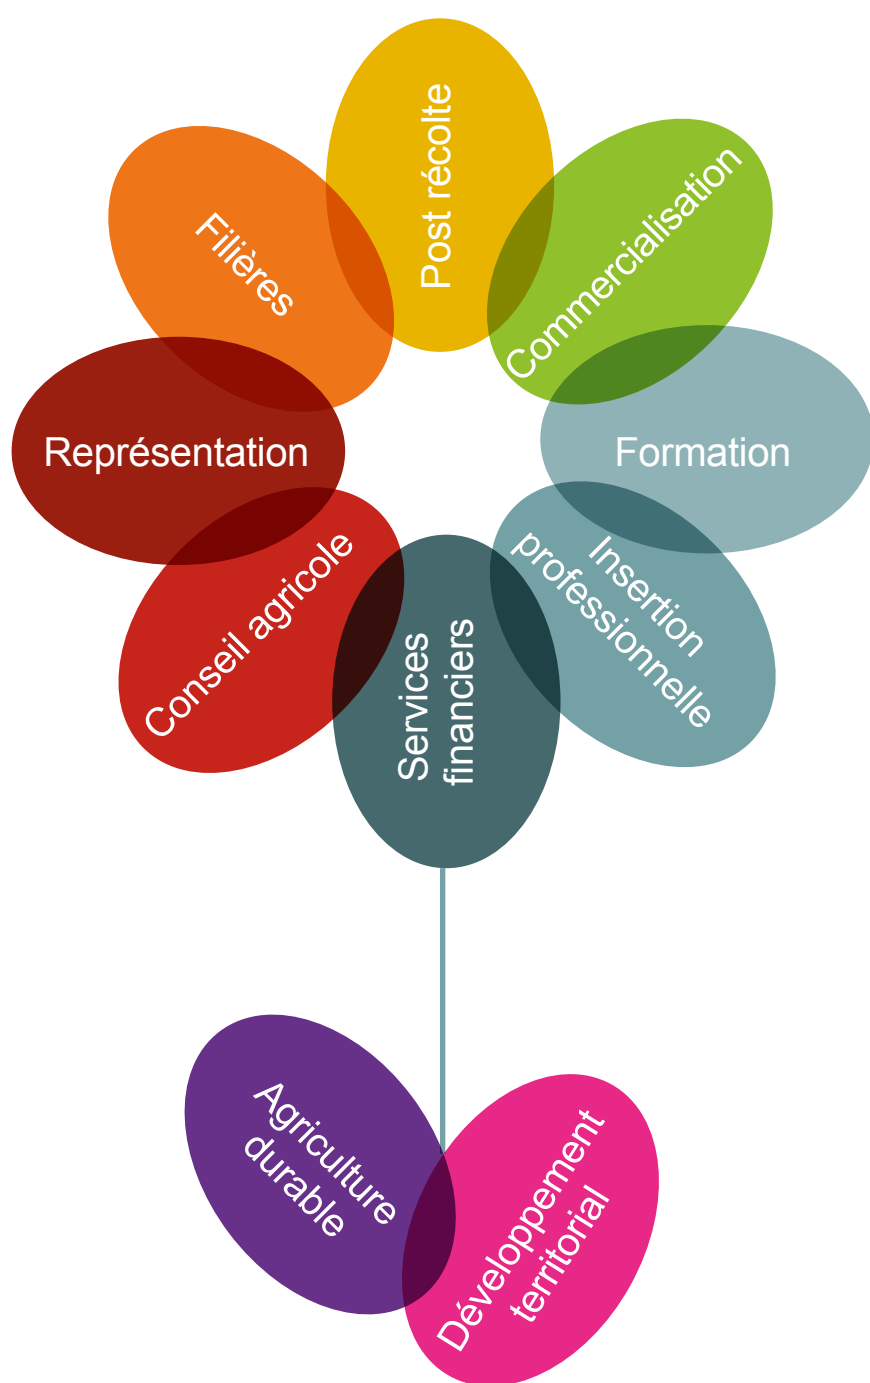 Post récolte
Commercialisation
Formation
Insertion
professionnelle
Services
financiers
Conseil agricole
Représentation
Filières
Agriculture
durable
Développement
territorial